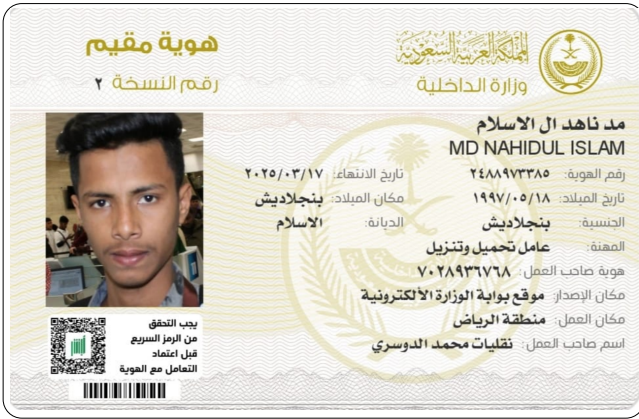 المملكة العربية السعودية
وزارة الداخلية
هوية مقيم
رقم النسخة ٢
مد ناهد ال الاسلام
MD NAHIDUL ISLAM
رقم الهوية: ٢٤٨٨٩٧٣٣٨٥ تاريخ الانتهاء: ٢٠٢٥/٠٣/١٧
تاريخ الميلاد: ١٩٩٧/٠٥/١٨ مكان الميلاد: بنجلاديش
الجنسية: بنجلاديش الديانة: الاسلام
المهنة: عامل تحميل وتنزيل
هوية صاحب العمل: ٧٠٢٨٩٣٦٧٦٨
مكان الإصدار: موقع بوابة الوزارة الألكترونية
مكان العمل: منطقة الرياض
اسم صاحب العمل: نقليات محمد الدوسري
يجب التحقق
من الرمز السريع
قبل اعتماد
التعامل مع الهوية